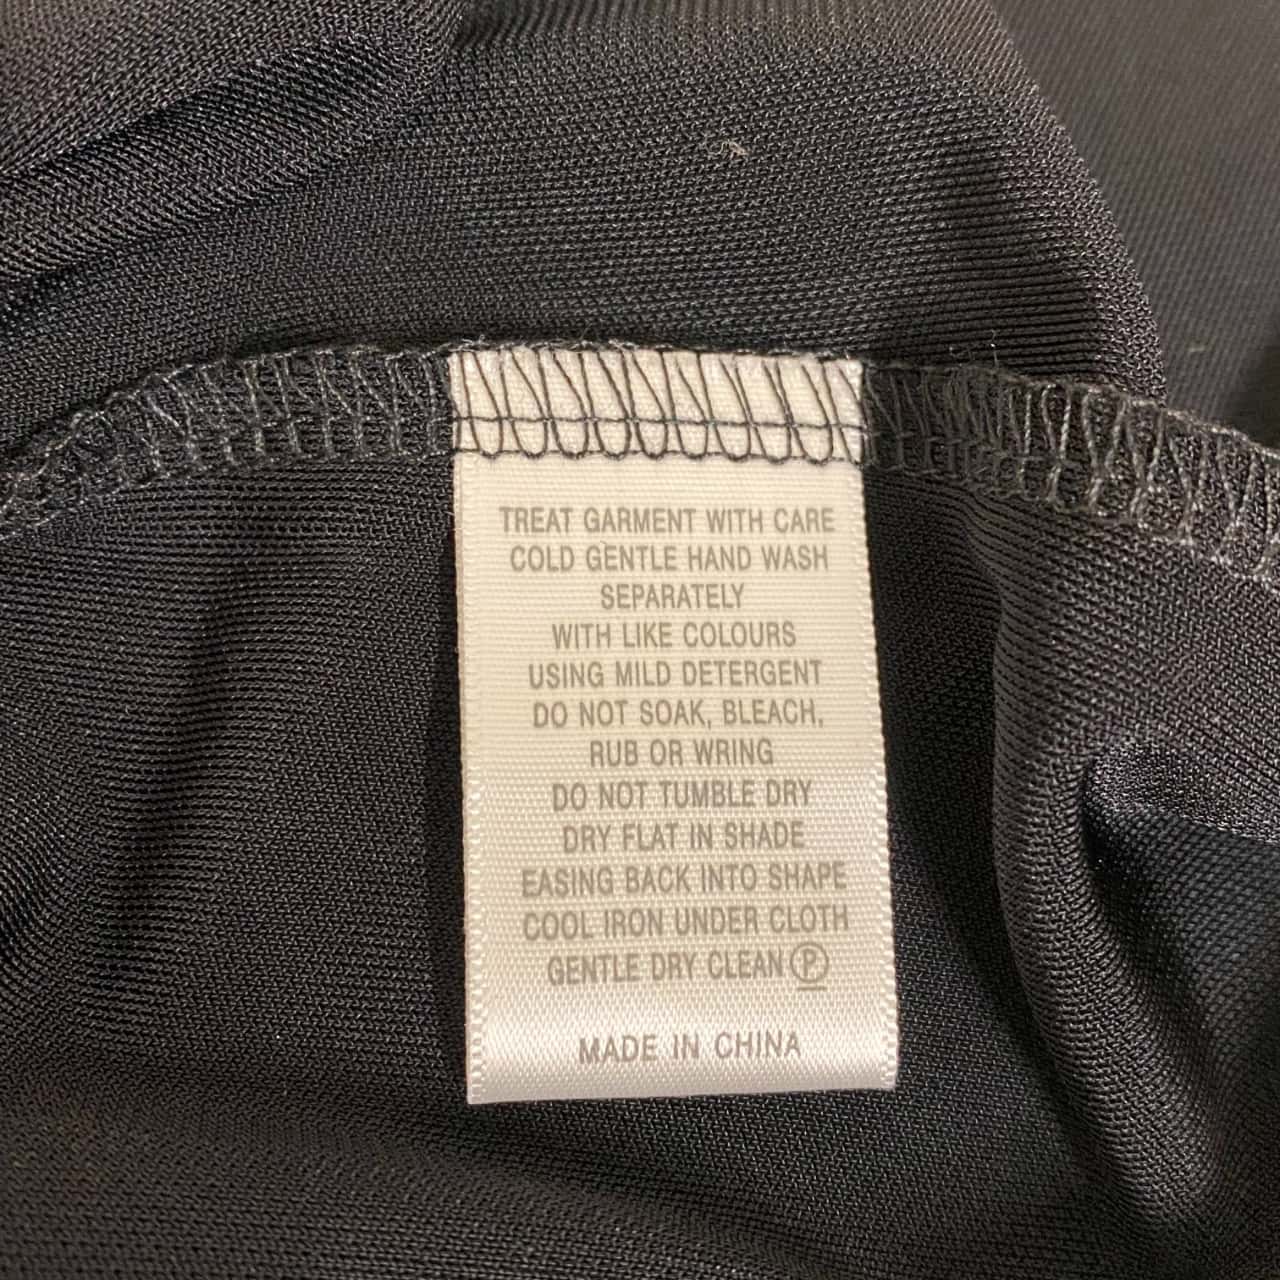 TREAT GARMENT WITH CARE
COLD GENTLE HAND WASH
SEPARATELY
WITH LIKE COLOURS
USING MILD DETERGENT
DO NOT SOAK, BLEACH,
RUB OR WRING
DO NOT TUMBLE DRY
DRY FLAT IN SHADE
EASING BACK INTO SHAPE
COOL IRON UNDER CLOTH
GENTLE DRY CLEAN Ⓟ
MADE IN CHINA